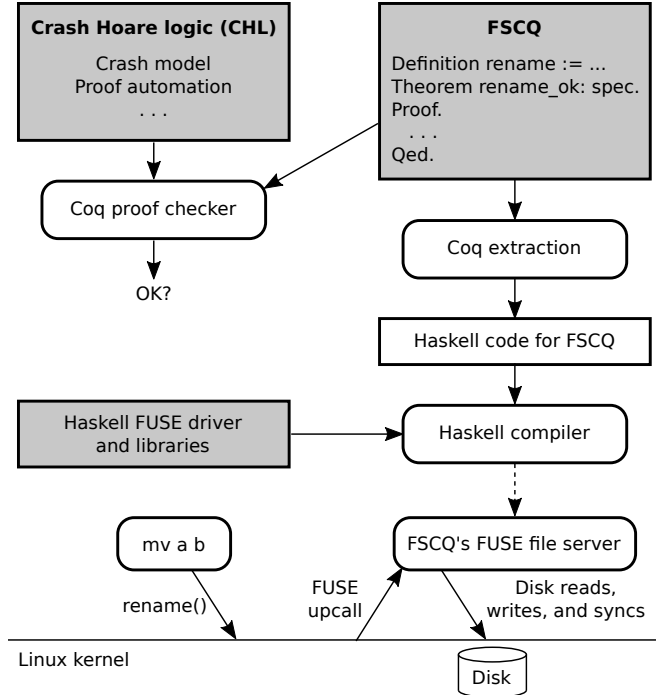 Crash Hoare logic (CHL)
Crash model
Proof automation
. . .
FSCQ
Definition rename := ...
Theorem rename_ok: spec.
Proof.
. . .
Qed.
Coq proof checker
OK?
Coq extraction
Haskell code for FSCQ
Haskell FUSE driver
and libraries
Haskell compiler
mv a b
FSCQ's FUSE file server
rename()
FUSE
upcall
Disk reads,
writes, and syncs
Linux kernel
Disk